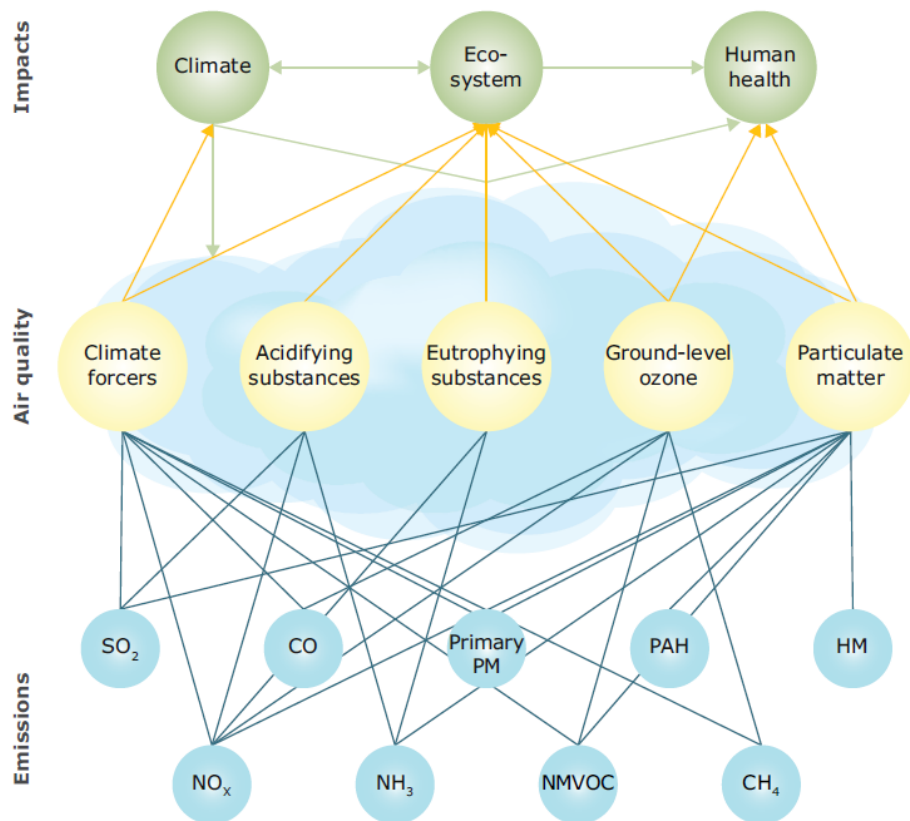 Impacts
Climate
Eco-
system
Human
health
Air quality
Climate
forcers
Acidifying
substances
Eutrophying
substances
Ground-level
ozone
Particulate
matter
Emissions
SO₂
CO
Primary
PM
PAH
HM
NOₓ
NH₃
NMVOC
CH₄